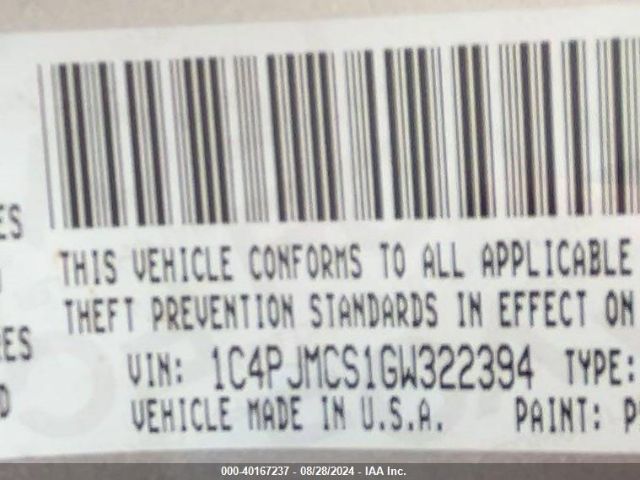 ES
THIS VEHICLE CONFORMS TO ALL APPLICABLE
THEFT PREVENTION STANDARDS IN EFFECT ON
VIN: 1C4PJMCS1GW322394 TYPE:
VEHICLE MADE IN U.S.A. PAINT: P
000-40167237 - 08/28/2024 - IAA Inc.